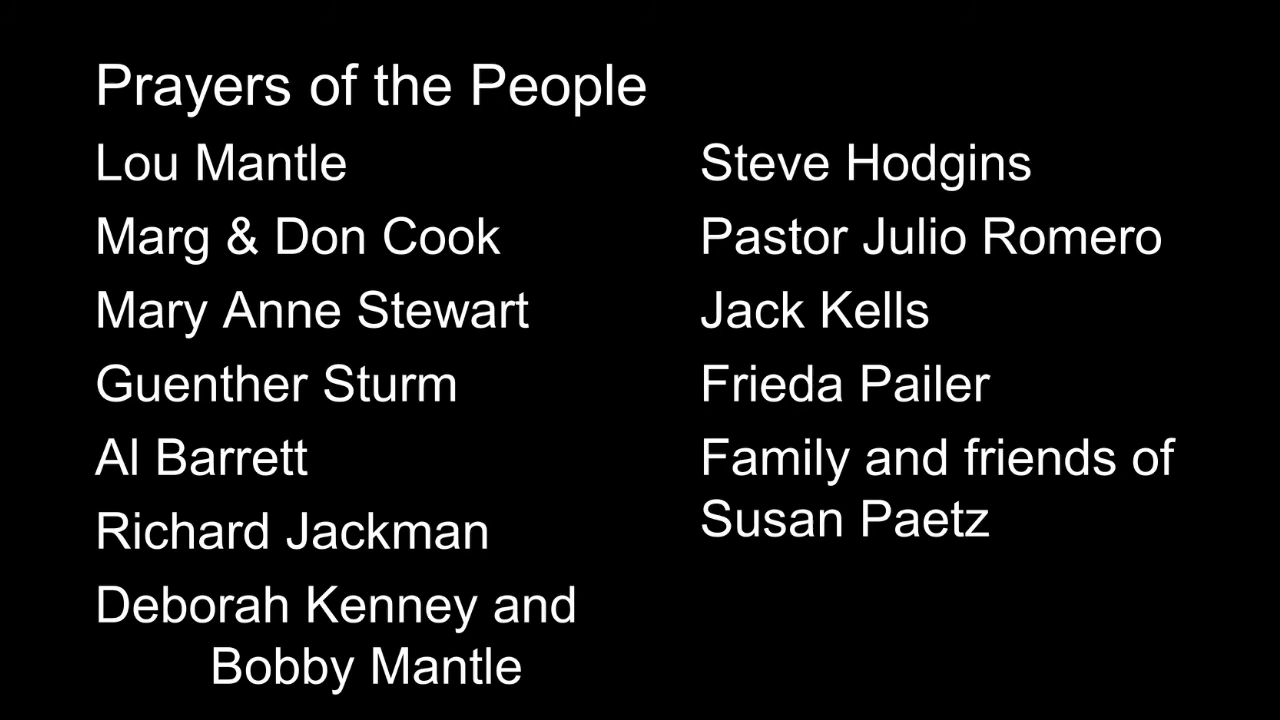 Prayers of the People
Lou Mantle
Marg & Don Cook
Mary Anne Stewart
Guenther Sturm
Al Barrett
Richard Jackman
Deborah Kenney and
Bobby Mantle
Steve Hodgins
Pastor Julio Romero
Jack Kells
Frieda Pailer
Family and friends of
Susan Paetz